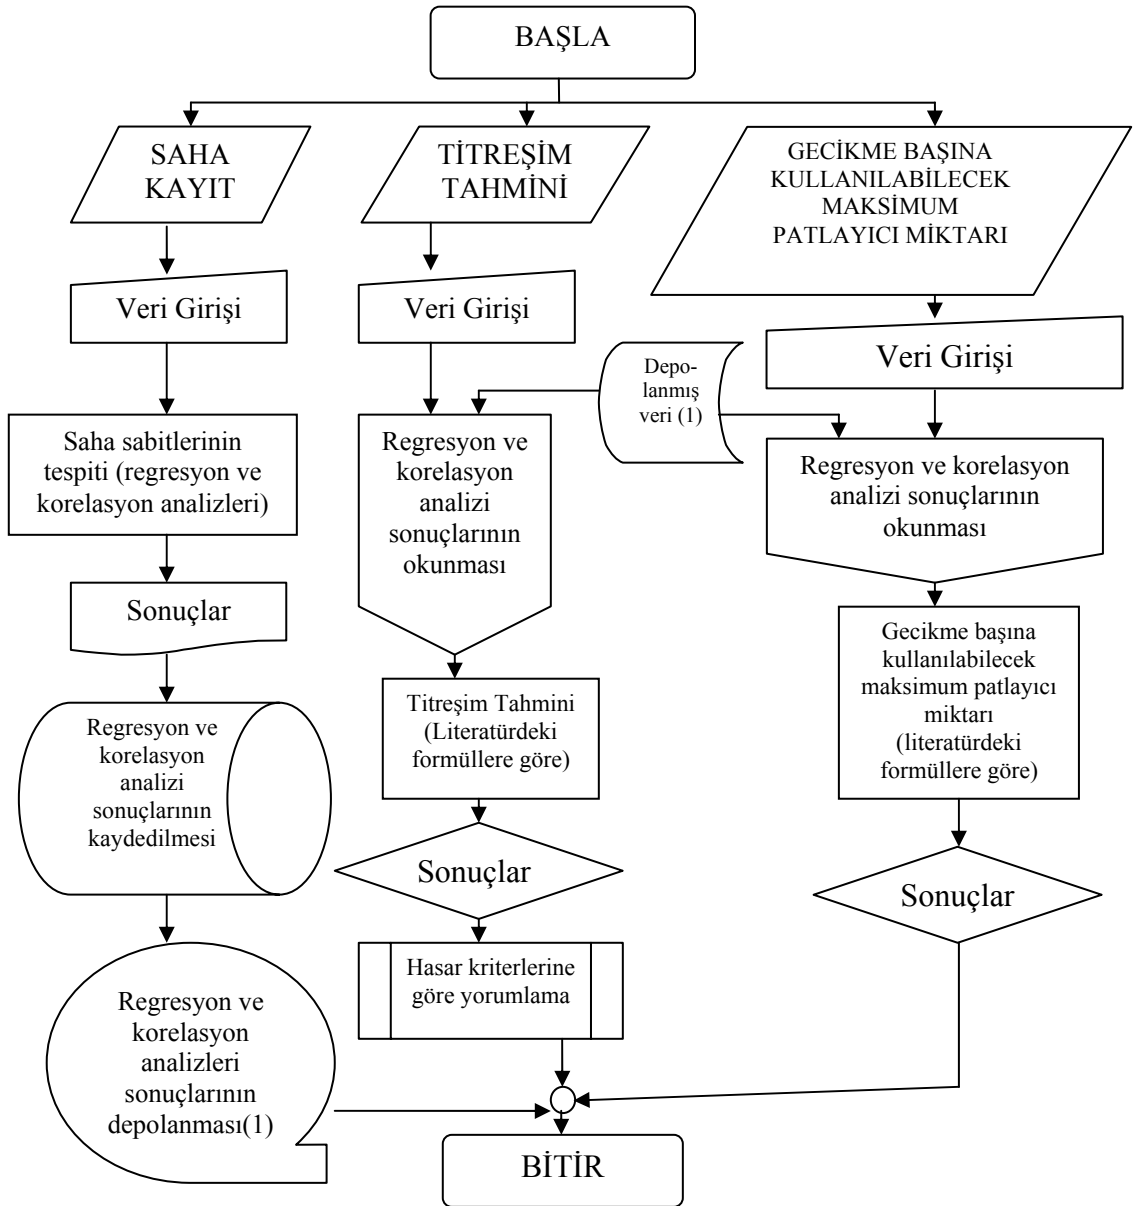 BAŞLA
SAHA
KAYIT
TİTREŞİM
TAHMİNİ
GECİKME BAŞINA
KULLANILABİLECEK
MAKSİMUM
PATLAYICI MİKTARI
Veri Girişi
Veri Girişi
Veri Girişi
Depo-
lanmış
veri (1)
Saha sabitlerinin
tespiti (regresyon ve
korelasyon analizleri)
Regresyon ve
korelasyon
analizi
sonuçlarının
okunması
Regresyon ve korelasyon
analizi sonuçlarının
okunması
Sonuçlar
Gecikme başına
kullanılabilecek
maksimum patlayıcı
miktarı
(literatürdeki
formüllere göre)
Titreşim Tahmini
(Literatürdeki
formüllere göre)
Regresyon ve
korelasyon
analizi
sonuçlarının
kaydedilmesi
Sonuçlar
Sonuçlar
Hasar kriterlerine
göre yorumlama
Regresyon ve
korelasyon
analizleri
sonuçlarının
depolanması(1)
BİTİR